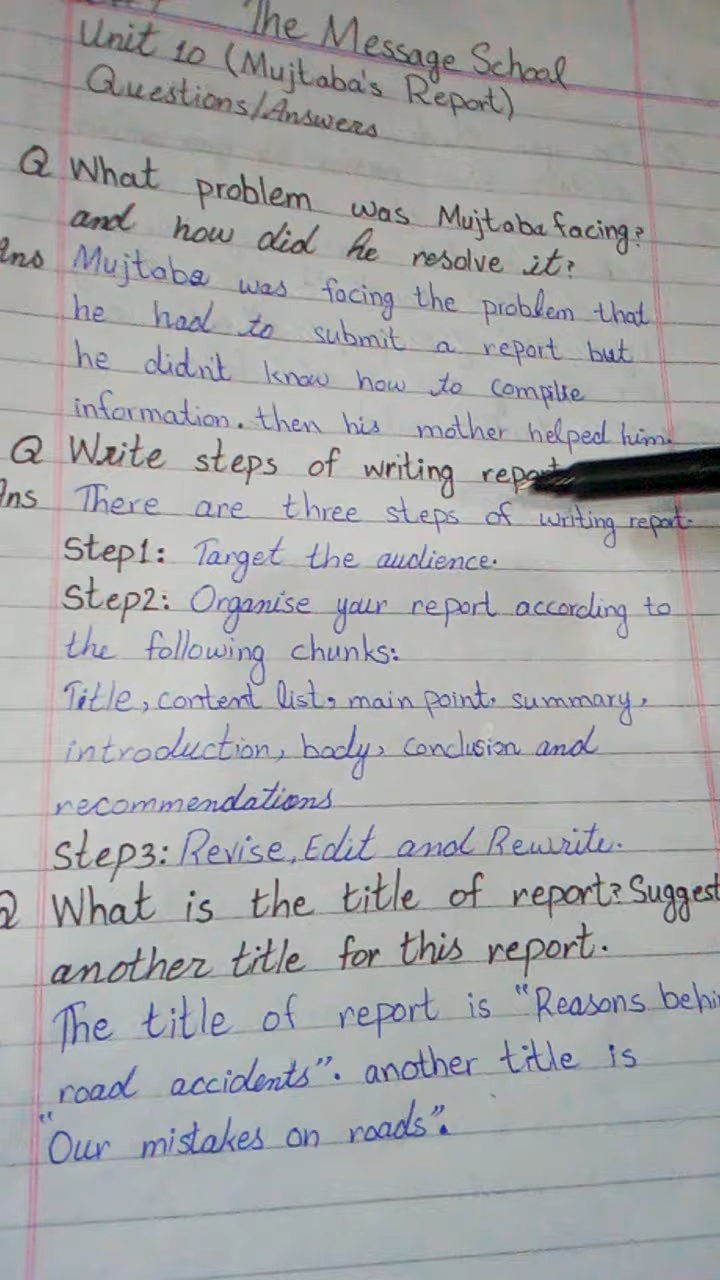 The Message School
Unit 10 (Mujtaba's Report)
Questions/Answers
Q What problem was Mujtaba facing?
and how did he resolve it?
Ans Mujtaba was facing the problem that
he had to submit a report but
he didn't know how to compile
information. then his mother helped him.
Q Write steps of writing report
Ans There are three steps of writing report.
Step1: Target the audience.
Step2: Organise your report according to
the following chunks:
Title, content list, main point, summary,
introduction, body, conclusion and
recommendations
Step3: Revise, Edit and Rewrite.
Q What is the title of report? Suggest
another title for this report.
The title of report is "Reasons behi
road accidents". another title is
"Our mistakes on roads".